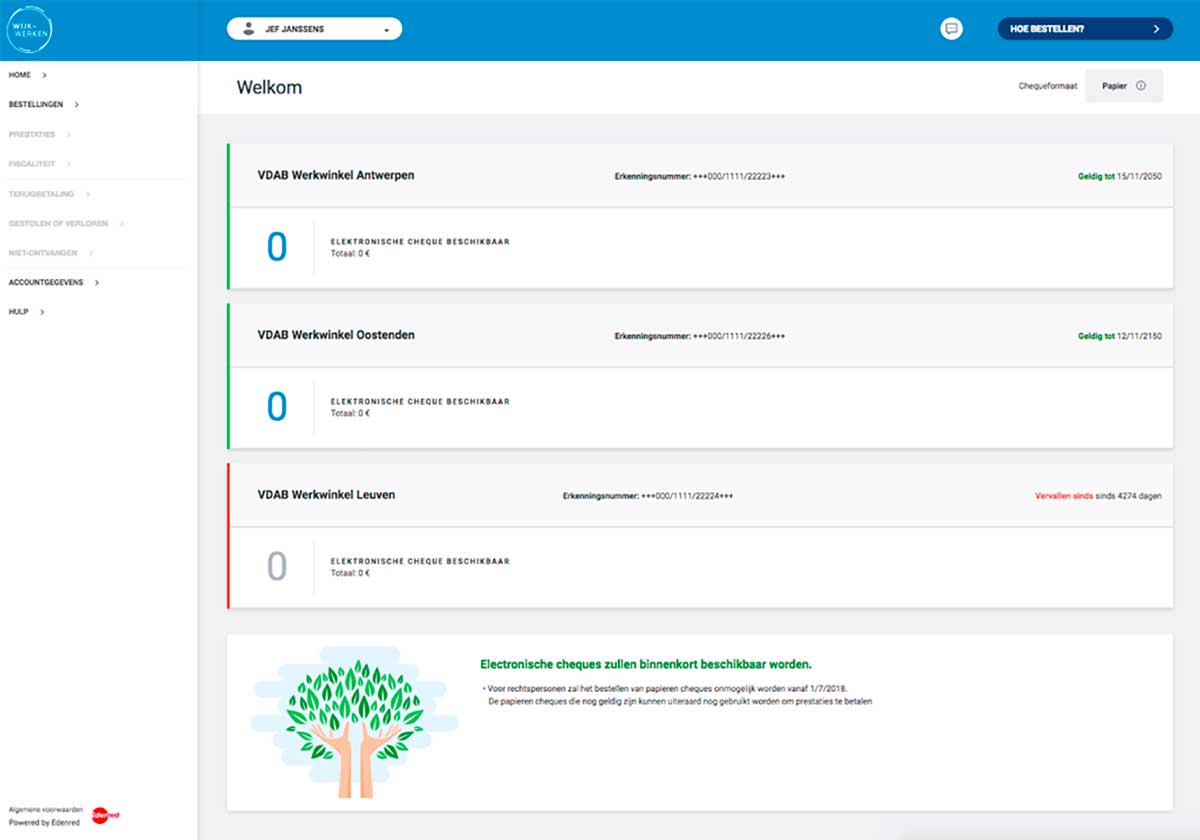 WIJK-
WERKEN
JEF JANSSENS
HOE BESTELLEN?
HOME
BESTELLINGEN
PRESTATIES
FISCALITEIT
TERUGBETALING
GESTOLEN OF VERLOREN
NIET-ONTVANGEN
ACCOUNTGEGEVENS
HULP
Welkom
Chequeformaat Papier
VDAB Werkwinkel Antwerpen Erkenningsnummer: +++000/1111/22223+++ Geldig tot 15/11/2050
0 ELEKTRONISCHE CHEQUE BESCHIKBAAR
Totaal: 0 €
VDAB Werkwinkel Oostenden Erkenningsnummer: +++000/1111/22226+++ Geldig tot 12/11/2150
0 ELEKTRONISCHE CHEQUE BESCHIKBAAR
Totaal: 0 €
VDAB Werkwinkel Leuven Erkenningsnummer: +++000/1111/22224+++ Vervallen sinds sinds 4274 dagen
0 ELEKTRONISCHE CHEQUE BESCHIKBAAR
Totaal: 0 €
Electronische cheques zullen binnenkort beschikbaar worden.
• Voor rechtspersonen zal het bestellen van papieren cheques onmogelijk worden vanaf 1/7/2018.
De papieren cheques die nog geldig zijn kunnen uiteraard nog gebruikt worden om prestaties te betalen
Algemene voorwaarden
Powered by Edenred
Edenred